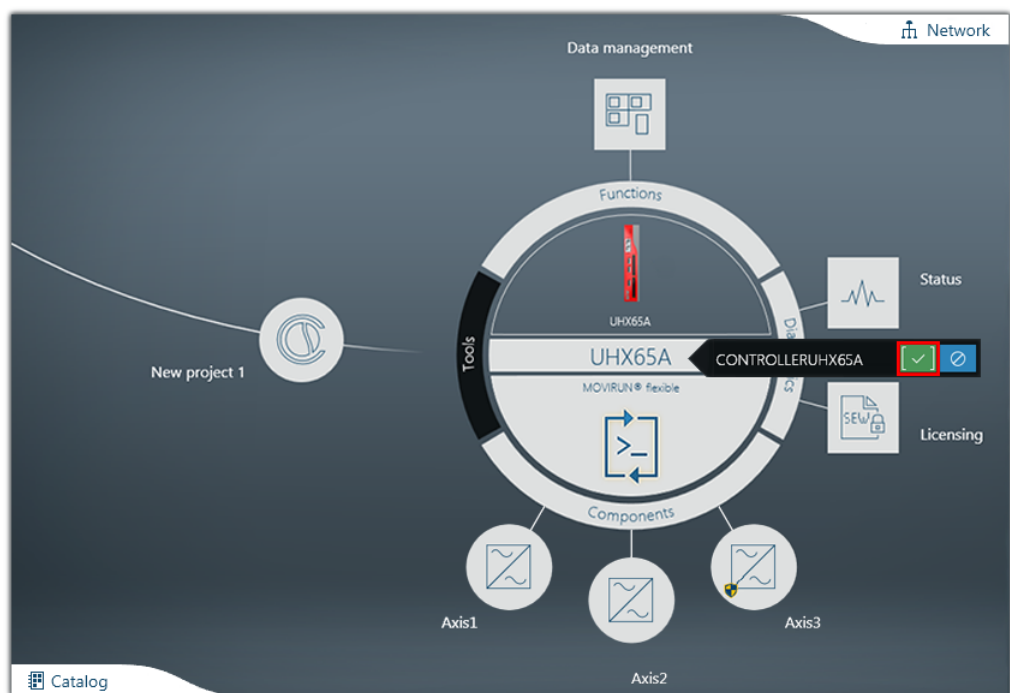 Network
Data management
Functions
UHX65A
Status
Tools
UHX65A
CONTROLLERUHX65A
New project 1
MOVIRUN® flexible
SEW
Licensing
Components
Axis1
Axis3
Axis2
Catalog